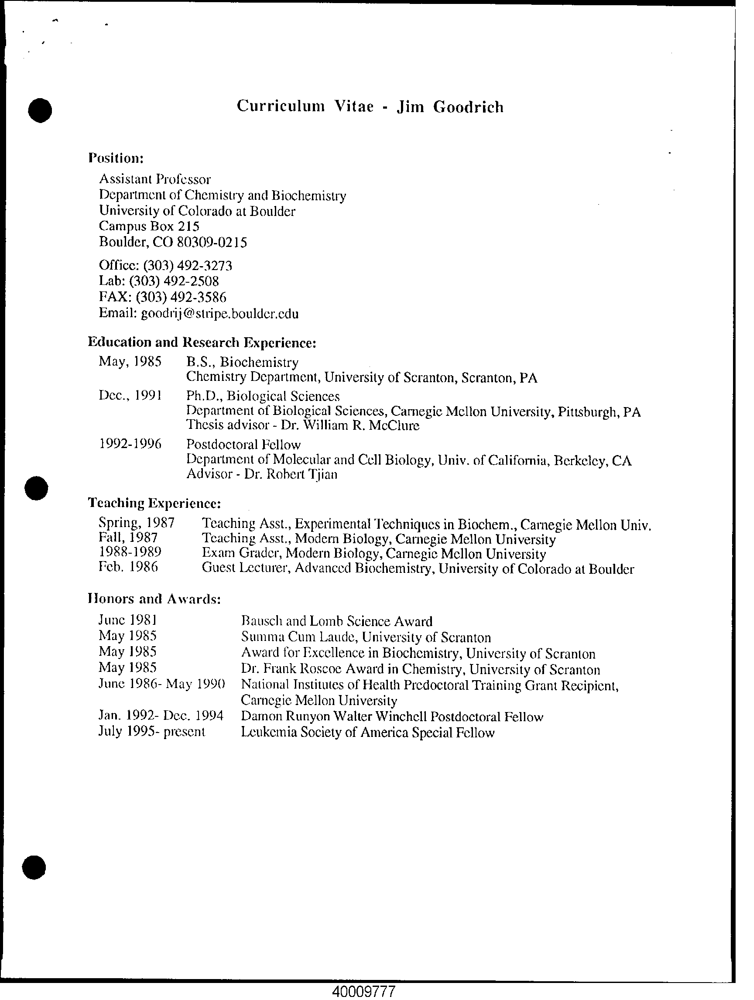 Curriculum Vitae - Jim Goodrich
Position:
Assistant Professor
Department of Chemistry and Biochemistry
University of Colorado at Boulder
Campus Box 215
Boulder, CO 80309-0215
Office: (303) 492-3273
Lab: (303) 492-2508
FAX: (303) 492-3586
Email: goodrij@stripe.boulder.edu
Education and Research Experience:
May, 1985 B.S., Biochemistry
Chemistry Department, University of Scranton, Scranton, PA
Dec., 1991 Ph.D., Biological Sciences
Department of Biological Sciences, Carnegie Mellon University, Pittsburgh, PA
Thesis advisor - Dr. William R. McClure
1992-1996 Postdoctoral Fellow
Department of Molecular and Cell Biology, Univ. of California, Berkeley, CA
Advisor - Dr. Robert Tjian
Teaching Experience:
Spring, 1987 Teaching Asst., Experimental Techniques in Biochem., Carnegie Mellon Univ.
Fall, 1987 Teaching Asst., Modern Biology, Carnegie Mellon University
1988-1989 Exam Grader, Modern Biology, Carnegie Mellon University
Feb. 1986 Guest Lecturer, Advanced Biochemistry, University of Colorado at Boulder
Honors and Awards:
June 1981 Bausch and Lomb Science Award
May 1985 Summa Cum Laude, University of Scranton
May 1985 Award for Excellence in Biochemistry, University of Scranton
May 1985 Dr. Frank Roscoe Award in Chemistry, University of Scranton
June 1986- May 1990 National Institutes of Health Predoctoral Training Grant Recipient,
Carnegie Mellon University
Jan. 1992- Dec. 1994 Damon Runyon Walter Winchell Postdoctoral Fellow
July 1995- present Leukemia Society of America Special Fellow
40009777